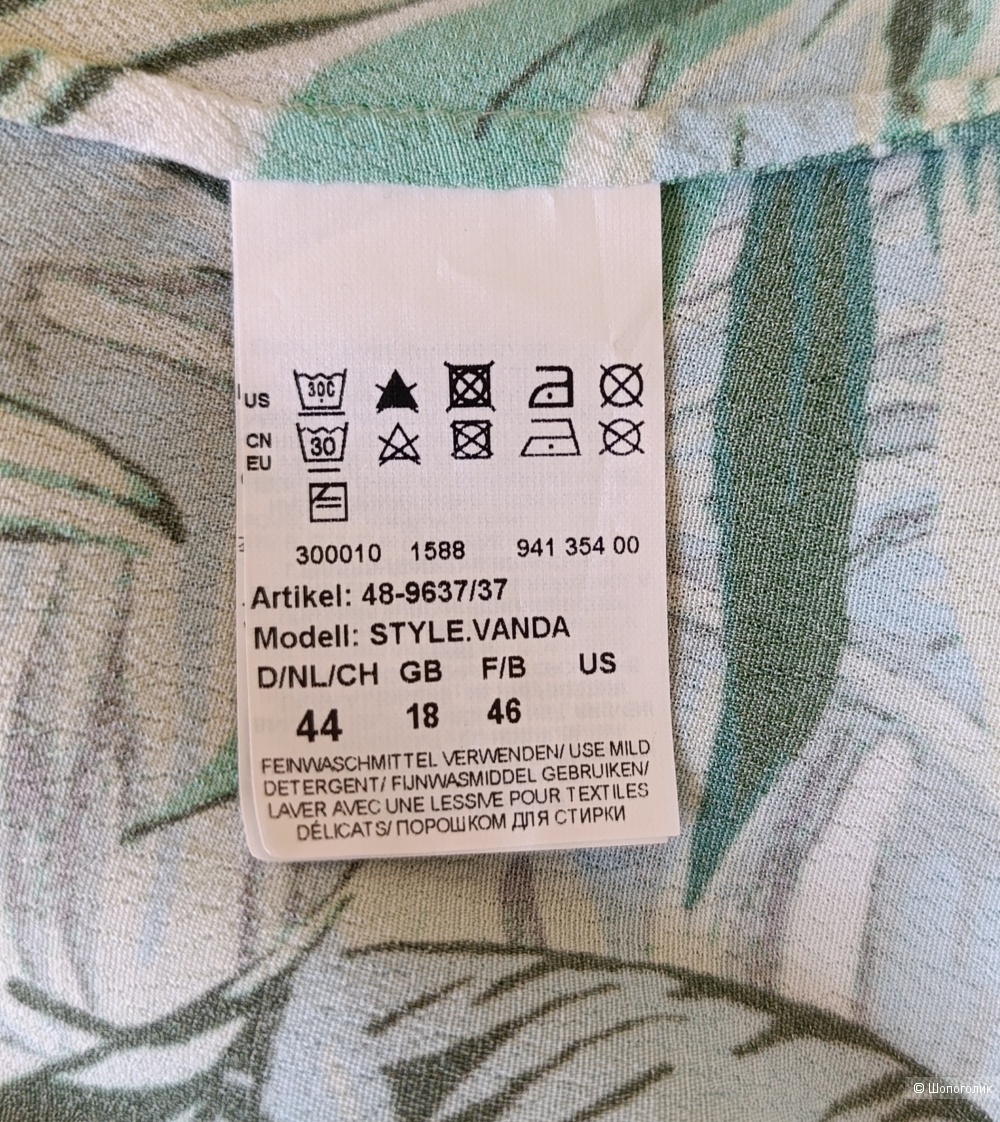 US 30C
CN
EU 30
300010 1588 941 354 00
Artikel: 48-9637/37
Modell: STYLE.VANDA
D/NL/CH GB F/B US
44 18 46
FEINWASCHMITTEL VERWENDEN/ USE MILD
DETERGENT/ FIJNWASMIDDEL GEBRUIKEN/
LAVER AVEC UNE LESSIVE POUR TEXTILES
DÉLICATS/ ПОРОШКОМ ДЛЯ СТИРКИ
© Шопоголик